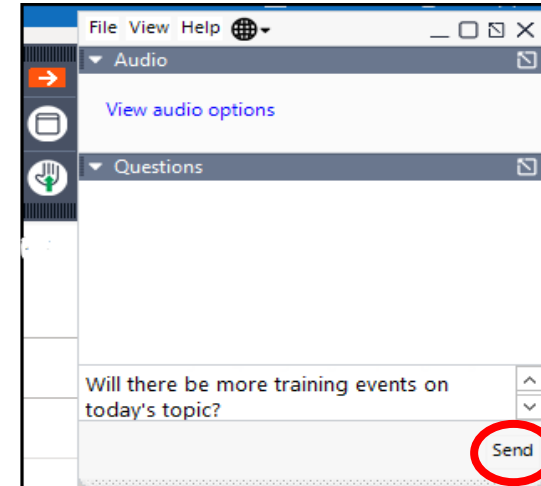 File View Help
Audio
View audio options
Questions
Will there be more training events on
today's topic?
Send